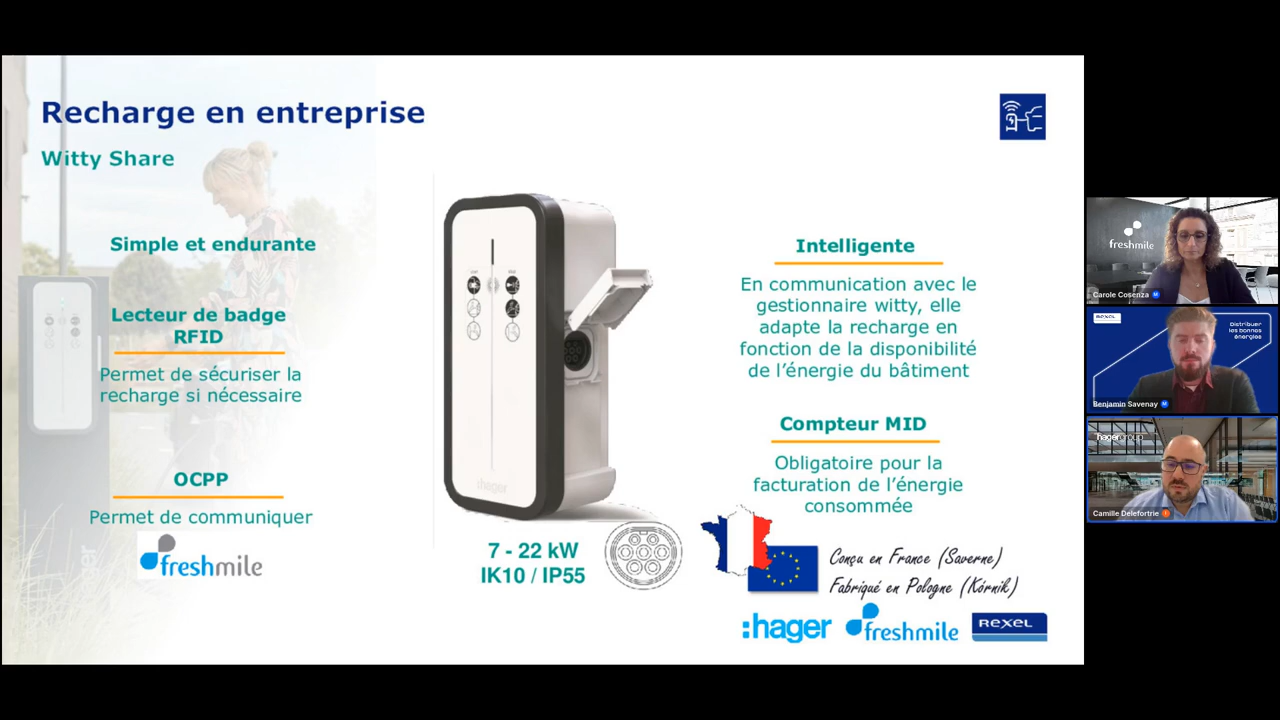 Recharge en entreprise
Witty Share
Simple et endurante
Lecteur de badge
RFID
Permet de sécuriser la
recharge si nécessaire
OCPP
Permet de communiquer
freshmile
:hager
7 - 22 kW
IK10 / IP55
Intelligente
En communication avec le
gestionnaire witty, elle
adapte la recharge en
fonction de la disponibilité
de l'énergie du bâtiment
Compteur MID
Obligatoire pour la
facturation de l'énergie
consommée
Conçu en France (Saverne)
Fabriqué en Pologne (Kórnik)
:hager
freshmile
REXEL
freshmile
Carole Cosenza
REXEL
Distribuer
les bonnes
énergies
Benjamin Savenay
:hagergroup
Camille Delefortrie